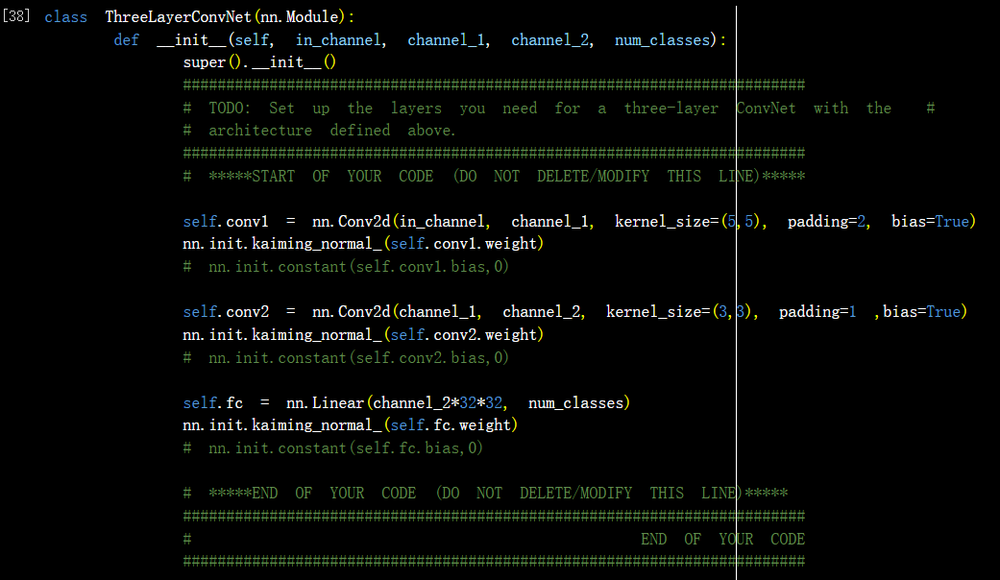 [38] class ThreeLayerConvNet(nn.Module):
def __init__(self, in_channel, channel_1, channel_2, num_classes):
super().__init__()
########################################################################
# TODO: Set up the layers you need for a three-layer ConvNet with the #
# architecture defined above.
########################################################################
# *****START OF YOUR CODE (DO NOT DELETE/MODIFY THIS LINE)*****
self.conv1 = nn.Conv2d(in_channel, channel_1, kernel_size=(5,5), padding=2, bias=True)
nn.init.kaiming_normal_(self.conv1.weight)
# nn.init.constant(self.conv1.bias,0)
self.conv2 = nn.Conv2d(channel_1, channel_2, kernel_size=(3,3), padding=1 ,bias=True)
nn.init.kaiming_normal_(self.conv2.weight)
# nn.init.constant(self.conv2.bias,0)
self.fc = nn.Linear(channel_2*32*32, num_classes)
nn.init.kaiming_normal_(self.fc.weight)
# nn.init.constant(self.fc.bias,0)
# *****END OF YOUR CODE (DO NOT DELETE/MODIFY THIS LINE)*****
########################################################################
# END OF YOUR CODE
########################################################################